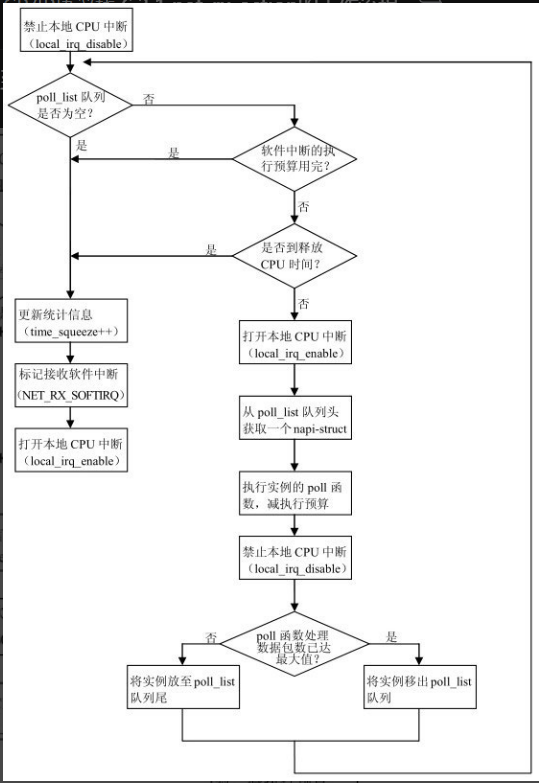 禁止本地 CPU 中断
（local_irq_disable）
poll_list 队列
是否为空?
否
是
软件中断的执
行预算用完?
是
否
是否到释放
CPU 时间?
是
否
更新统计信息
（time_squeeze++）
打开本地 CPU 中断
（local_irq_enable）
标记接收软件中断
（NET_RX_SOFTIRQ）
从 poll_list 队列头
获取一个 napi-struct
打开本地 CPU 中断
（local_irq_enable）
执行实例的 poll 函
数，减执行预算
禁止本地 CPU 中断
（local_irq_disable）
poll 函数处理
数据包数已达
最大值?
否
是
将实例放至 poll_list
队列尾
将实例移出 poll_list
队列